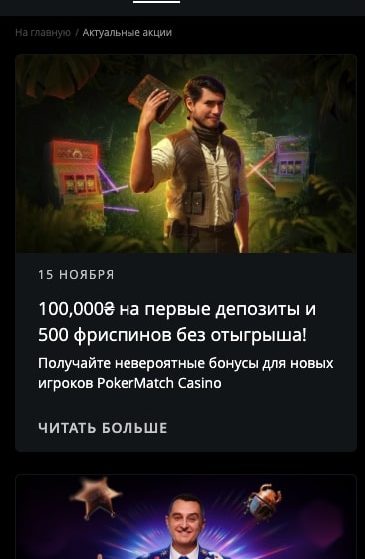 На главную / Актуальные акции
15 НОЯБРЯ
100,000₴ на первые депозиты и
500 фриспинов без отыгрыша!
Получайте невероятные бонусы для новых
игроков PokerMatch Casino
ЧИТАТЬ БОЛЬШЕ